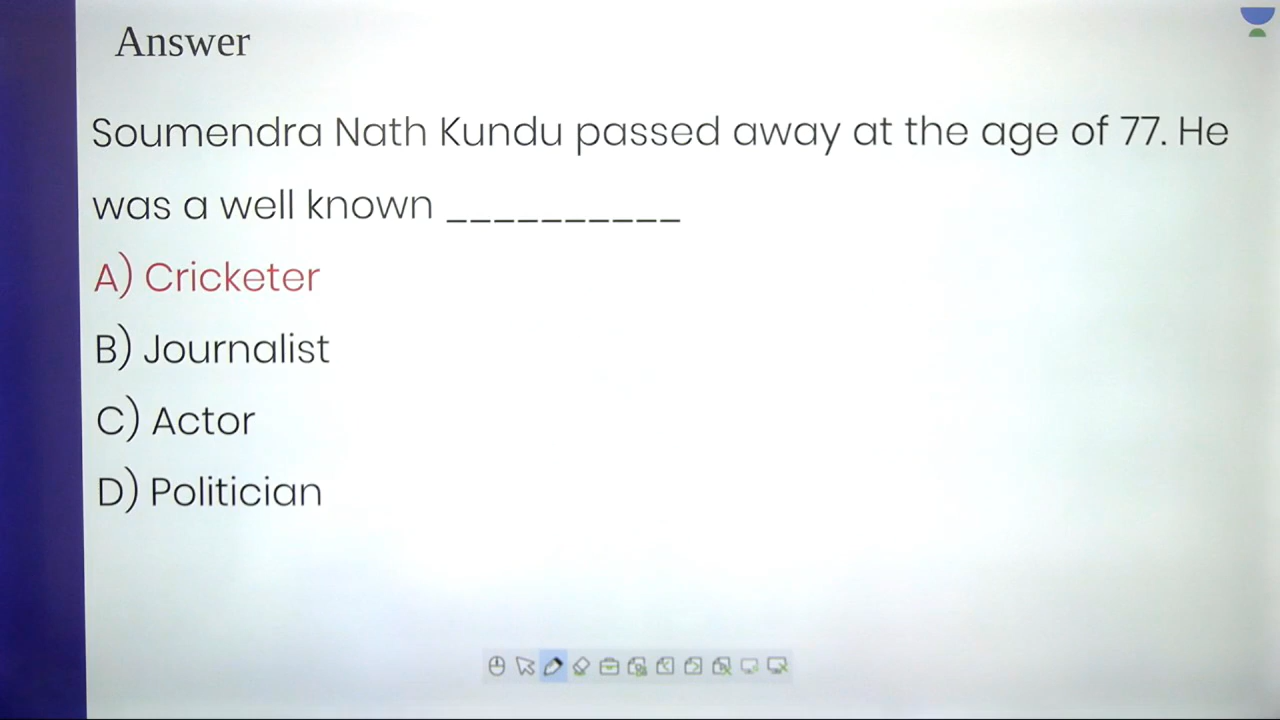 Answer
Soumendra Nath Kundu passed away at the age of 77. He
was a well known __________
A) Cricketer
B) Journalist
C) Actor
D) Politician